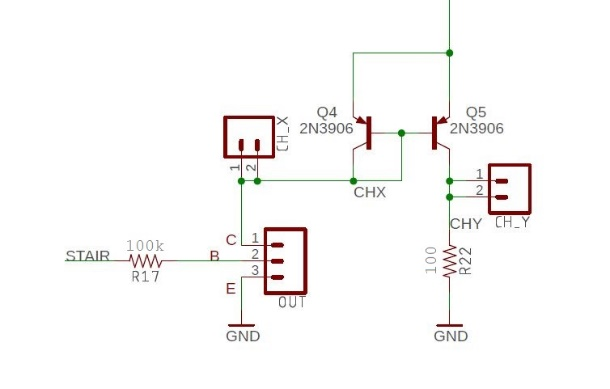 Q4
2N3906
Q5
2N3906
CH_X
1
2
CHX
1
2
CH_Y
CHY
100
R22
STAIR
100k
R17
C
B
E
1
2
3
OUT
GND
GND